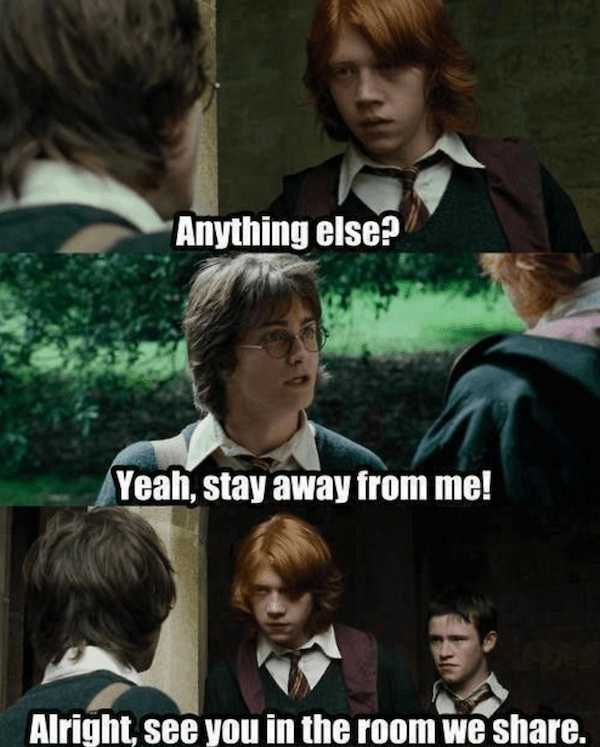 Anything else?
Yeah, stay away from me!
Alright, see you in the room we share.